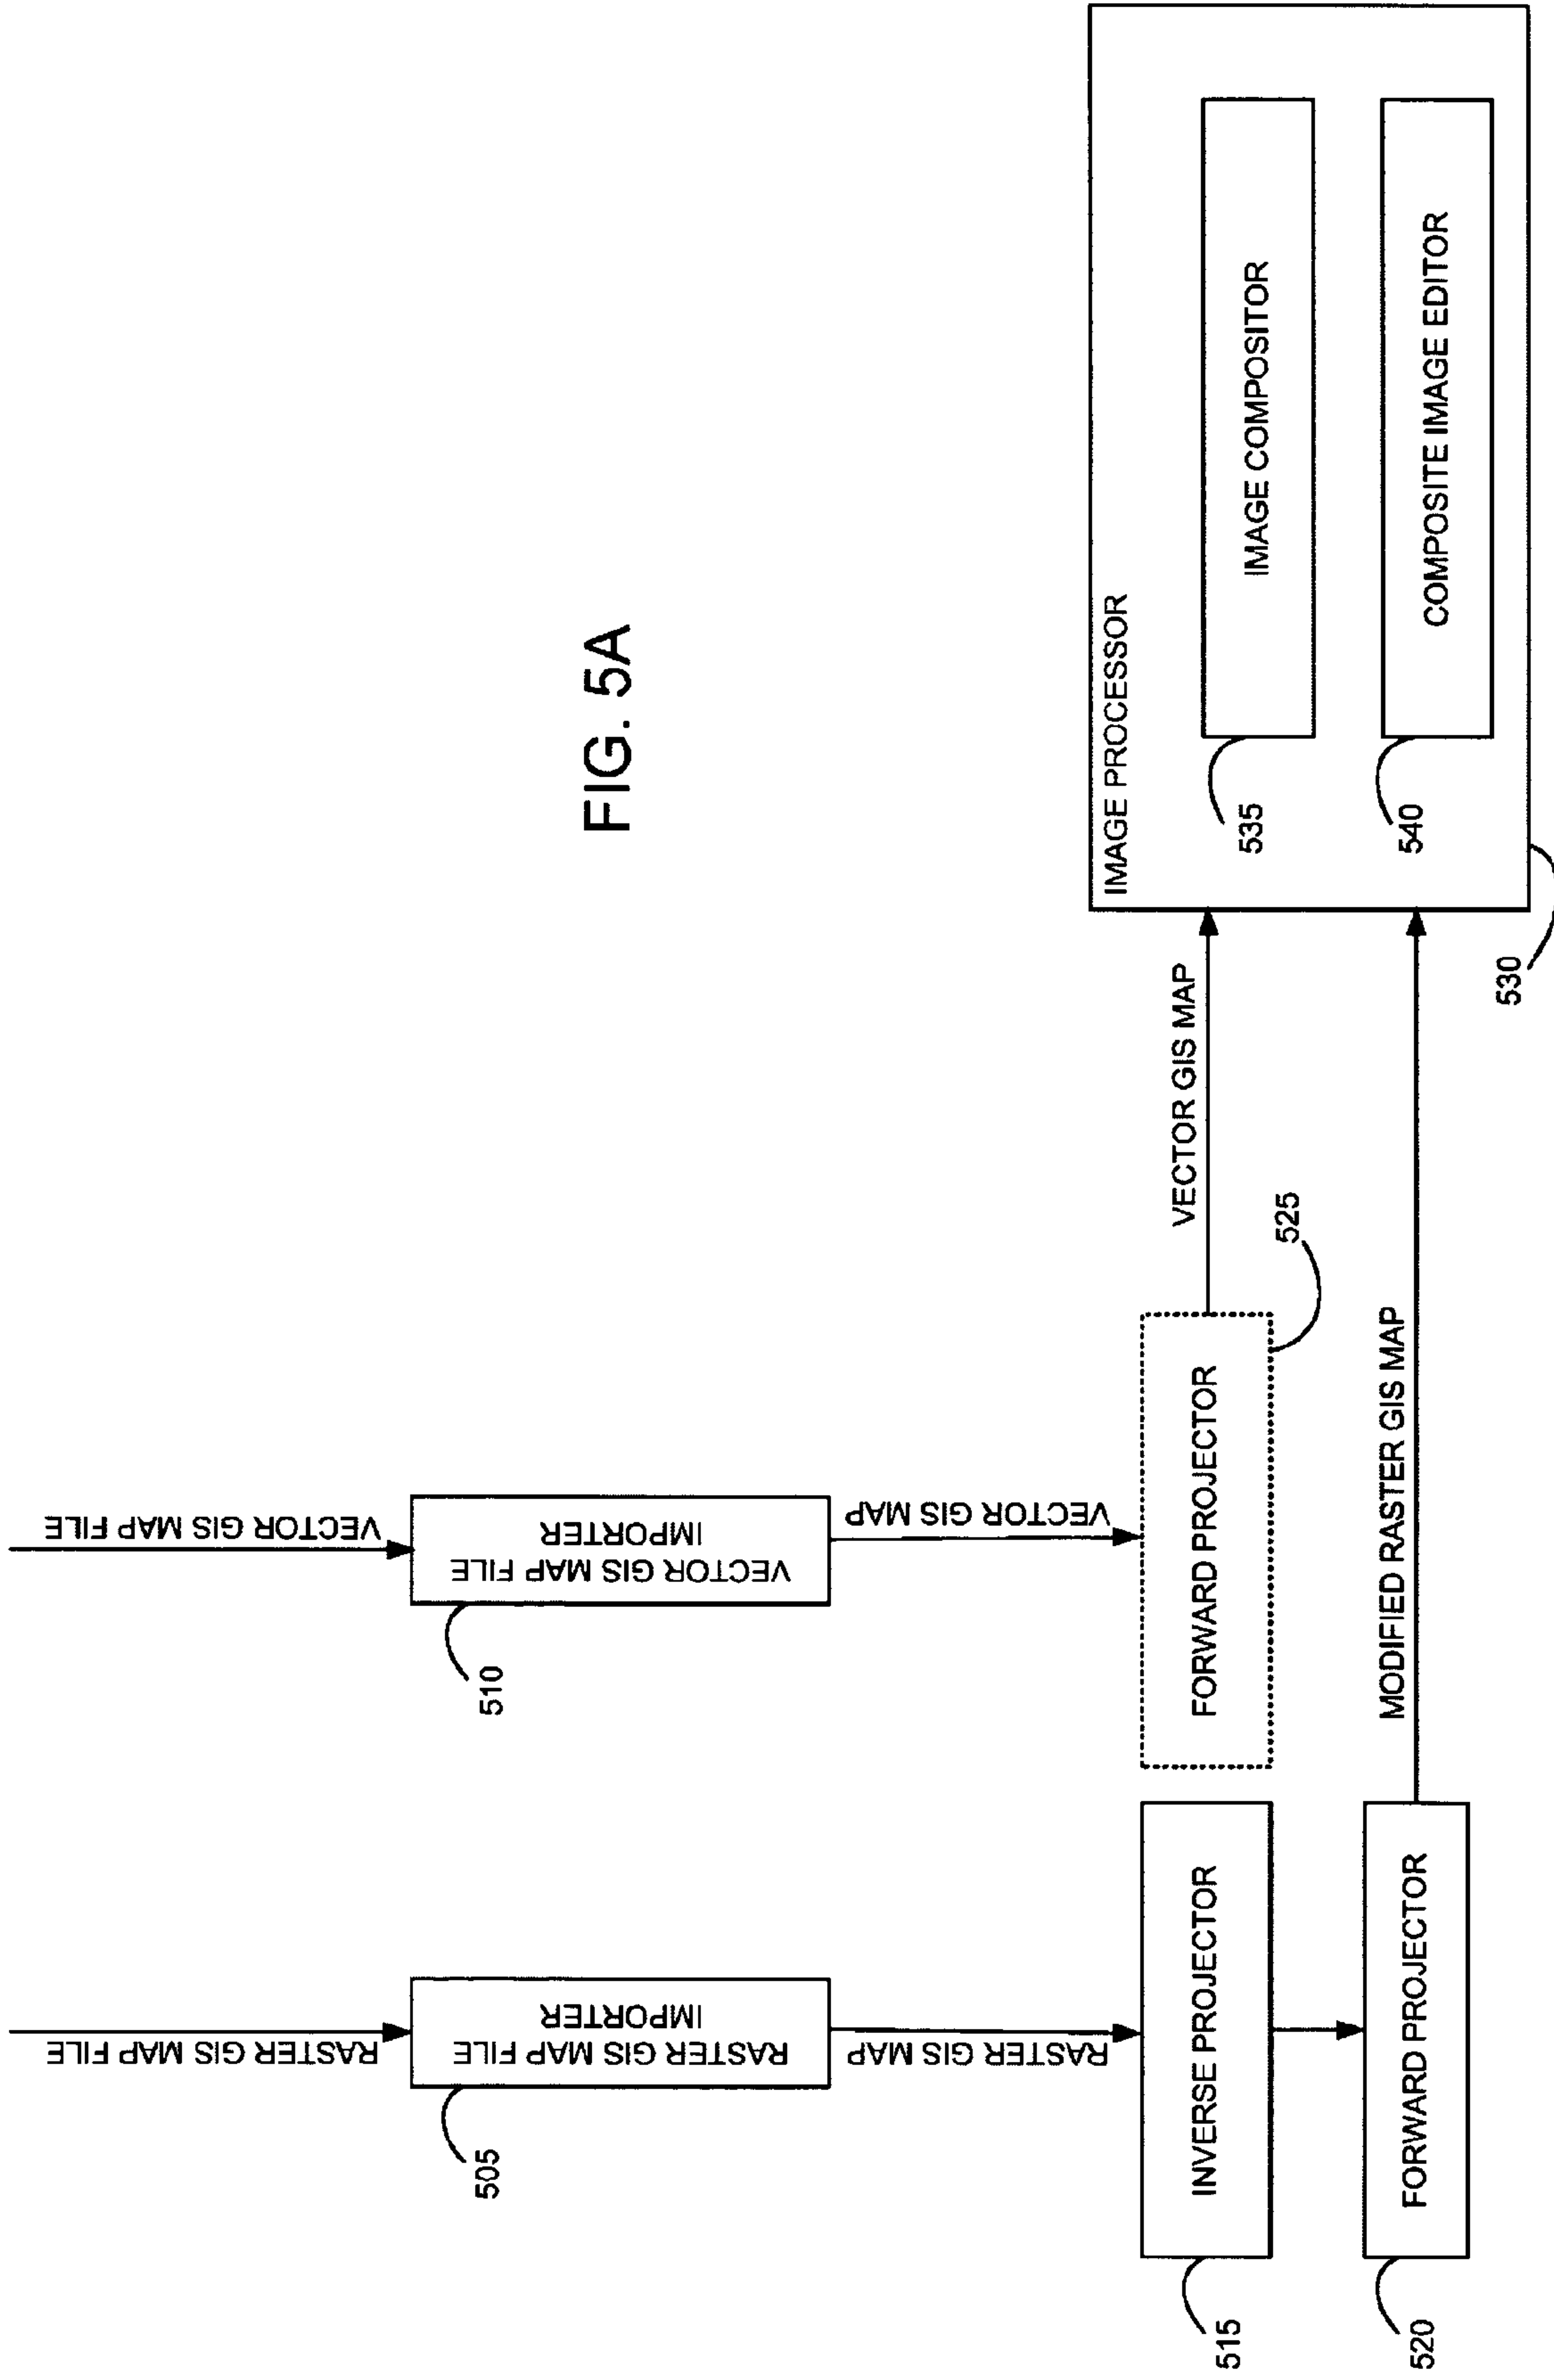 FIG. 5A
RASTER GIS MAP FILE
505
RASTER GIS MAP FILE
IMPORTER
RASTER GIS MAP
515
INVERSE PROJECTOR
520
FORWARD PROJECTOR
MODIFIED RASTER GIS MAP
VECTOR GIS MAP FILE
510
VECTOR GIS MAP FILE
IMPORTER
VECTOR GIS MAP
FORWARD PROJECTOR
525
VECTOR GIS MAP
IMAGE PROCESSOR
535
IMAGE COMPOSITOR
540
COMPOSITE IMAGE EDITOR
530